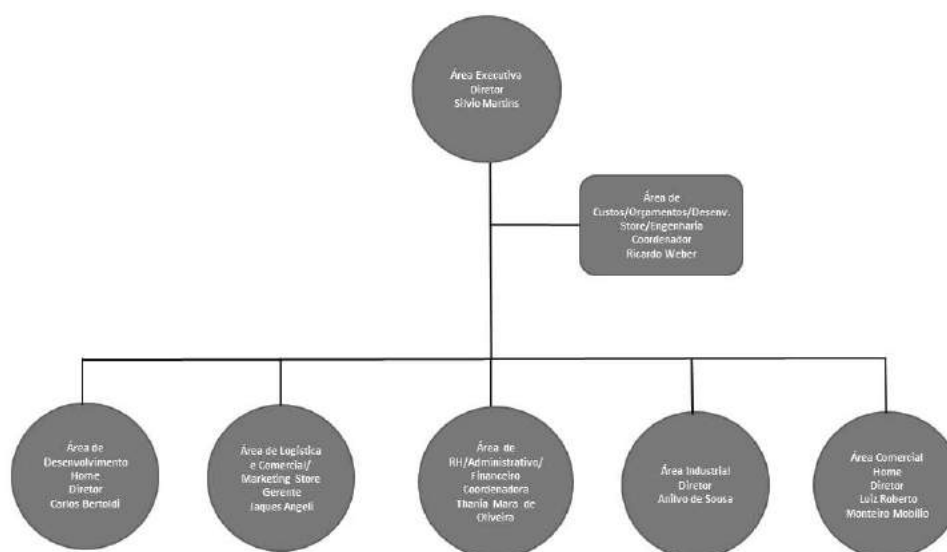 Área Executiva
Diretor
Silvio Martins
Área de
Custos/Orçamentos/Desenv.
Store/Engenharia
Coordenador
Ricardo Weber
Área de
Desenvolvimento
Home
Diretor
Carlos Bertoldi
Área de Logística
e Comercial/
Marketing Store
Gerente
Jaques Angeli
Área de
RH/Administrativo/
Financeiro
Coordenadora
Thania Mara de
Oliveira
Área Industrial
Diretor
Anilvo de Sousa
Área Comercial
Home
Diretor
Luiz Roberto
Monteiro Mobilio